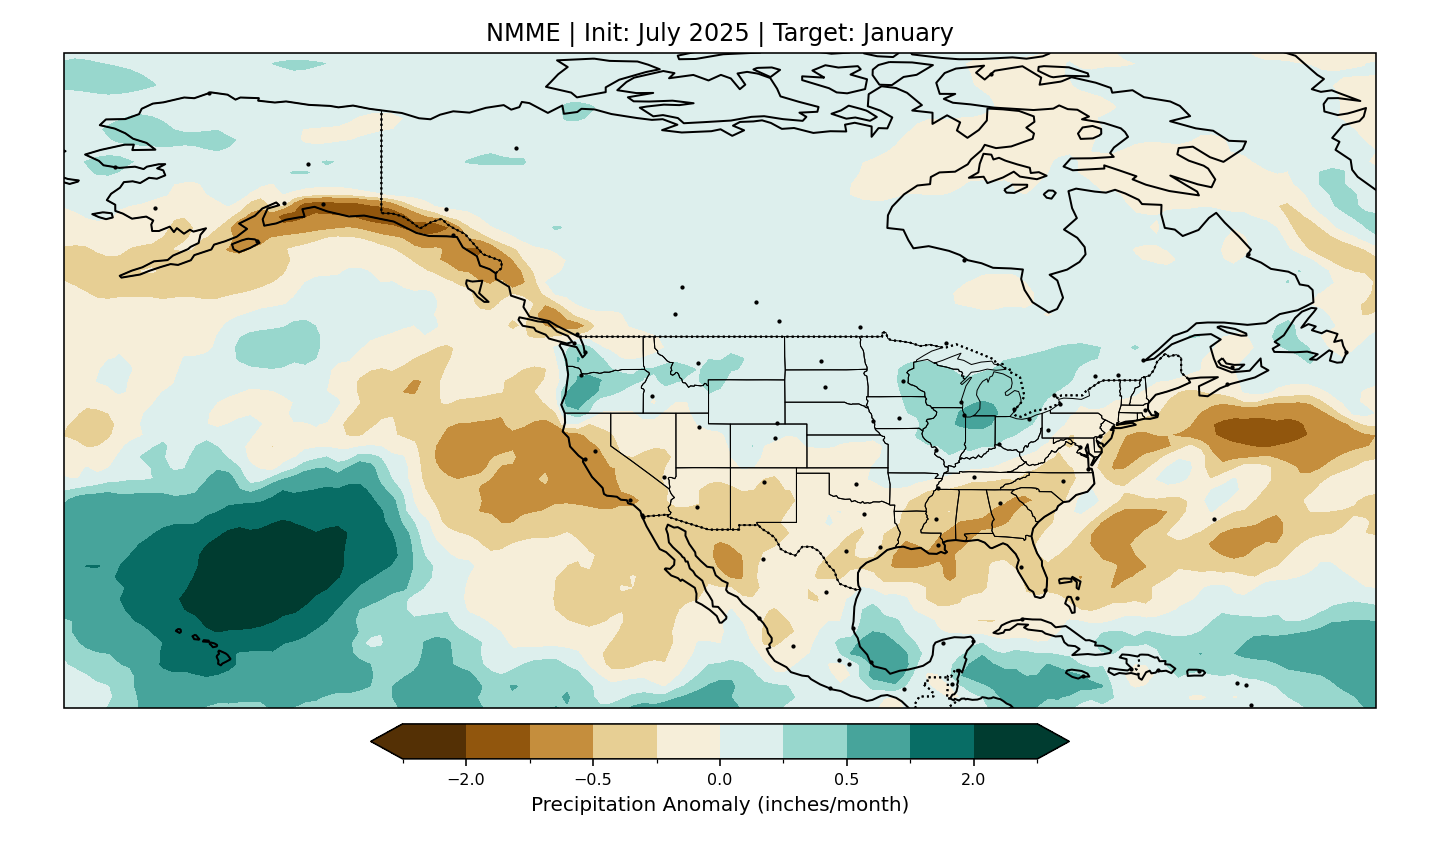 NMME | Init: July 2025 | Target: January
−2.0 −0.5 0.0 0.5 2.0
Precipitation Anomaly (inches/month)